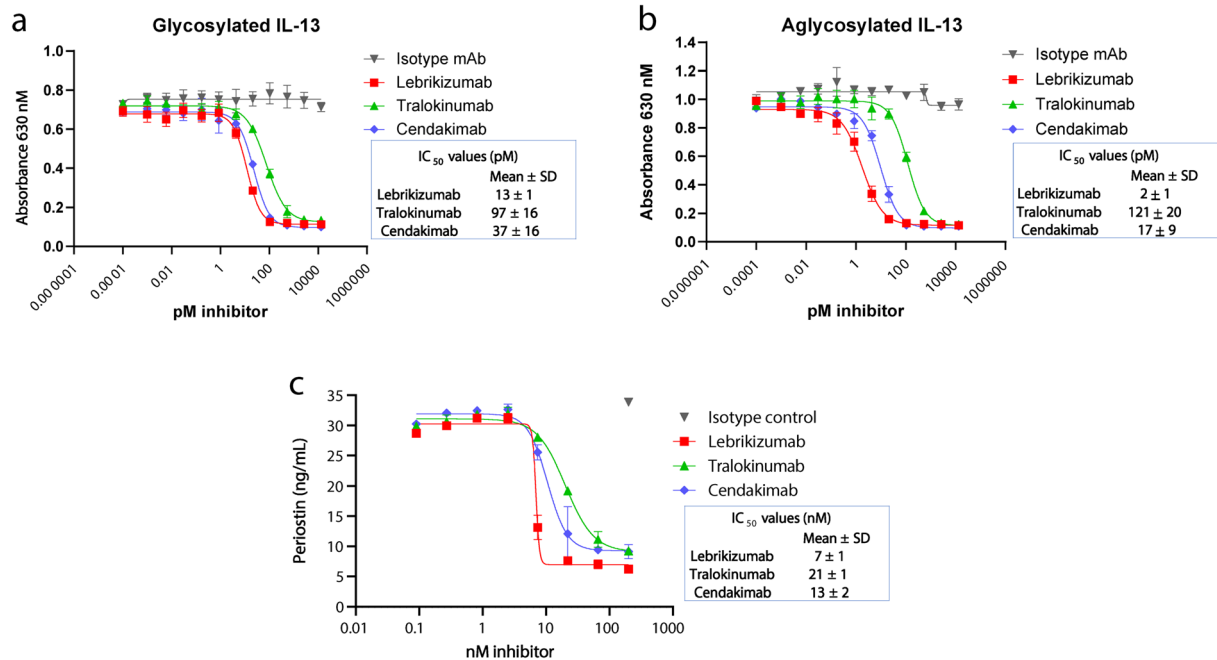 a
Glycosylated IL-13
Absorbance 630 nM
1.0
0.8
0.6
0.4
0.2
0.0
0.00 00001
0.0001
0.01
1
100
10000
1000000
pM inhibitor
Isotype mAb
Lebrikizumab
Tralokinumab
Cendakimab
IC50 values (pM)
Mean ± SD
Lebrikizumab 13 ± 1
Tralokinumab 97 ± 16
Cendakimab 37 ± 16
b
Aglycosylated IL-13
Absorbance 630 nM
1.4
1.2
1.0
0.8
0.6
0.4
0.2
0.0
0.000001
0.0001
0.01
1
100
10000
1000000
pM inhibitor
Isotype mAb
Lebrikizumab
Tralokinumab
Cendakimab
IC50 values (pM)
Mean ± SD
Lebrikizumab 2 ± 1
Tralokinumab 121 ± 20
Cendakimab 17 ± 9
c
Periostin (ng/mL)
35
30
25
20
15
10
5
0
0.01
0.1
1
10
100
1000
nM inhibitor
Isotype control
Lebrikizumab
Tralokinumab
Cendakimab
IC50 values (nM)
Mean ± SD
Lebrikizumab 7 ± 1
Tralokinumab 21 ± 1
Cendakimab 13 ± 2